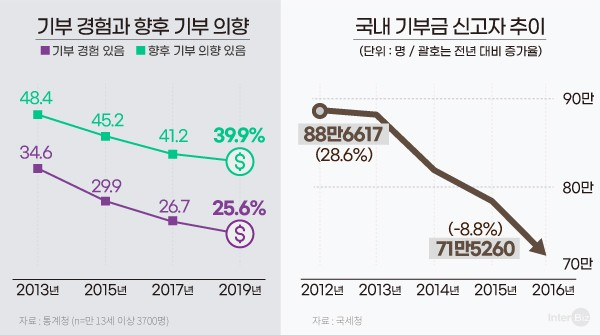 기부 경험과 향후 기부 의향
기부 경험 있음 향후 기부 의향 있음
48.4
45.2
41.2
39.9%
$
34.6
29.9
26.7
25.6%
$
2013년 2015년 2017년 2019년
자료 : 통계청 (n=만 13세 이상 3700명)
국내 기부금 신고자 추이
(단위 : 명 / 괄호는 전년 대비 증가율)
90만
88만6617
(28.6%)
80만
(-8.8%)
71만5260
70만
2012년 2013년 2014년 2015년 2016년
자료 : 국세청
InterBiz